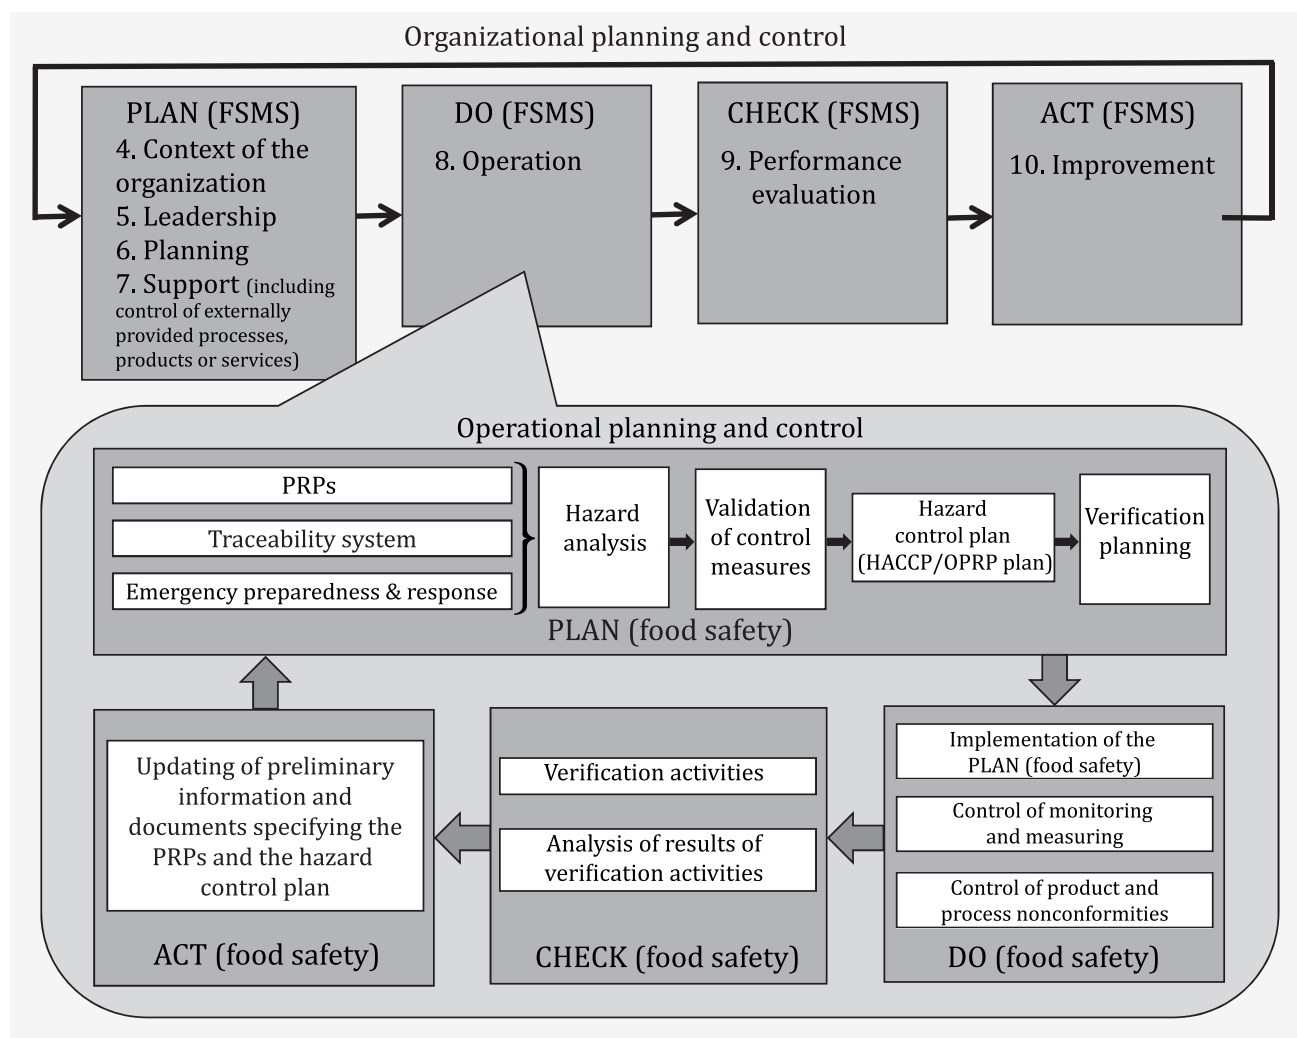 Organizational planning and control
PLAN (FSMS)
4. Context of the
organization
5. Leadership
6. Planning
7. Support (including
control of externally
provided processes,
products or services)
DO (FSMS)
8. Operation
CHECK (FSMS)
9. Performance
evaluation
ACT (FSMS)
10. Improvement
Operational planning and control
PRPs
Traceability system
Emergency preparedness & response
Hazard
analysis
Validation
of control
measures
Hazard
control plan
(HACCP/OPRP plan)
Verification
planning
PLAN (food safety)
Updating of preliminary
information and
documents specifying the
PRPs and the hazard
control plan
ACT (food safety)
Verification activities
Analysis of results of
verification activities
CHECK (food safety)
Implementation of the
PLAN (food safety)
Control of monitoring
and measuring
Control of product and
process nonconformities
DO (food safety)